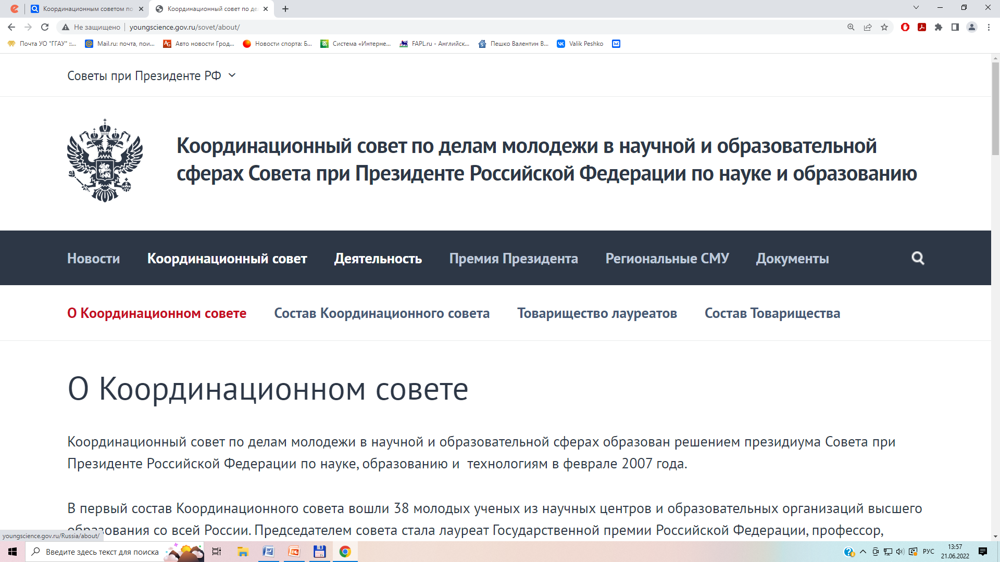 Координационным советом по
Координационный совет по де
Не защищено
youngscience.gov.ru/sovet/about/
Почта УО "ГГАУ" ::...
Mail.ru: почта, пои...
Авто новости Грод...
Новости спорта: Б...
Система «Интерне...
FAPL.ru - Английск...
Пешко Валентин В...
Valik Peshko
Советы при Президенте РФ
Координационный совет по делам молодежи в научной и образовательной
сферах Совета при Президенте Российской Федерации по науке и образованию
Новости
Координационный совет
Деятельность
Премия Президента
Региональные СМУ
Документы
О Координационном совете
Состав Координационного совета
Товарищество лауреатов
Состав Товарищества
О Координационном совете
Координационный совет по делам молодежи в научной и образовательной сферах образован решением президиума Совета при
Президенте Российской Федерации по науке, образованию и технологиям в феврале 2007 года.
В первый состав Координационного совета вошли 38 молодых ученых из научных центров и образовательных организаций высшего
образования со всей России. Председателем совета стала лауреат Государственной премии Российской Федерации, профессор,
youngscience.gov.ru/Russia/about/
Введите здесь текст для поиска
РУС
13:57
21.06.2022